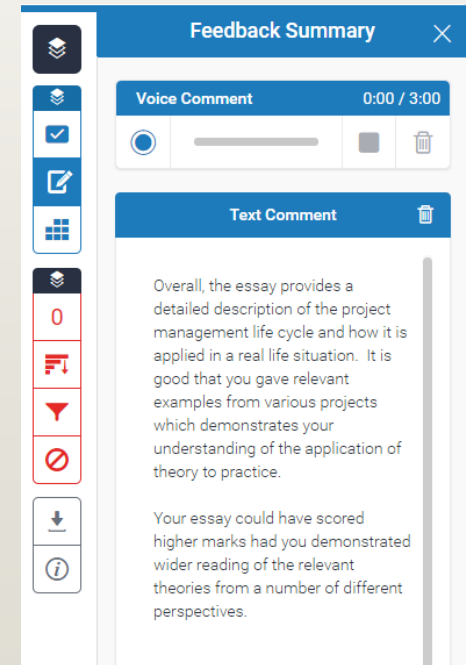 Feedback Summary
Voice Comment 0:00 / 3:00
Text Comment
Overall, the essay provides a
detailed description of the project
management life cycle and how it is
applied in a real life situation.  It is
good that you gave relevant
examples from various projects
which demonstrates your
understanding of the application of
theory to practice.
Your essay could have scored
higher marks had you demonstrated
wider reading of the relevant
theories from a number of different
perspectives.
0
i